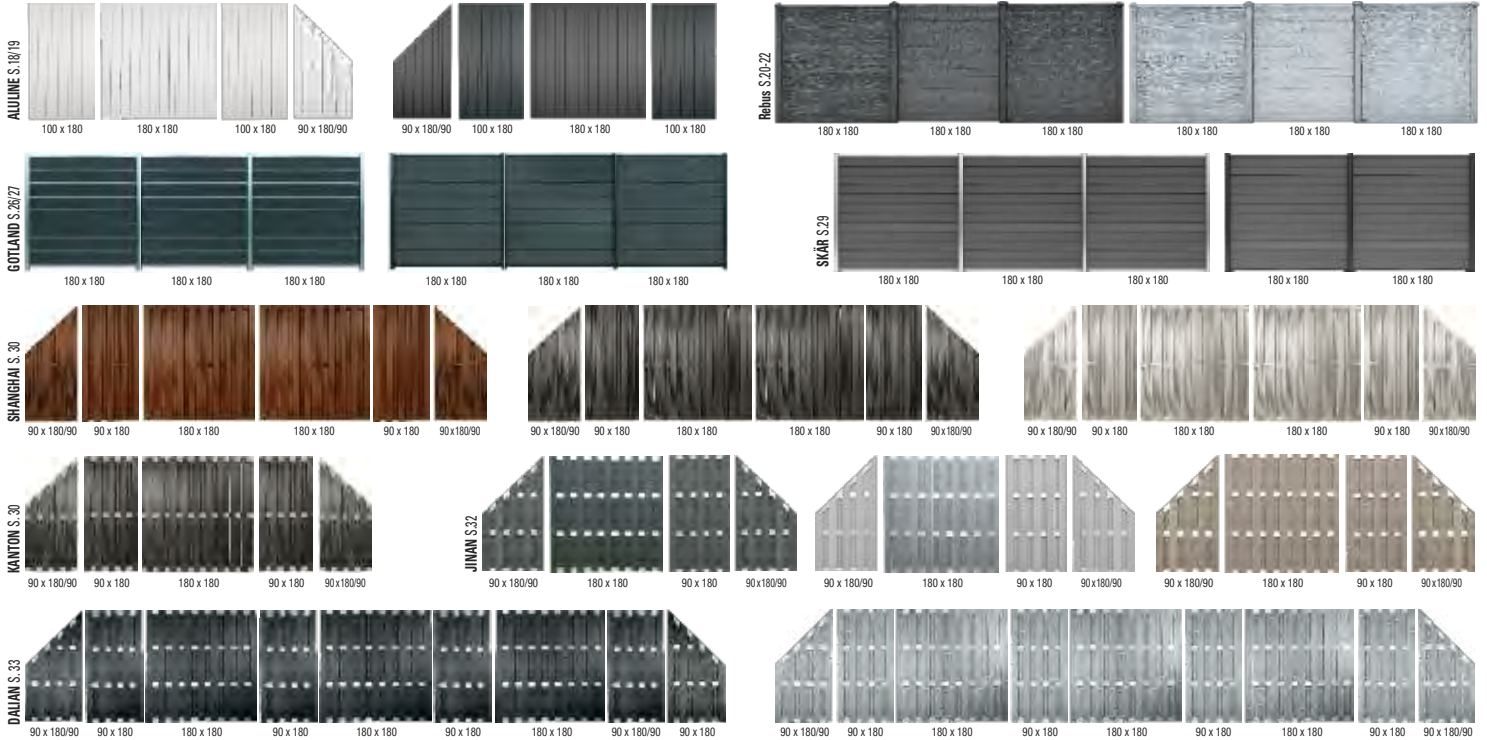 ALULINE S.18/19
100 x 180 180 x 180 100 x 180 90 x 180/90 90 x 180/90 100 x 180 180 x 180 100 x 180
Rebus S.20-22
180 x 180 180 x 180 180 x 180 180 x 180 180 x 180 180 x 180
GOTLAND S.26/27
180 x 180 180 x 180 180 x 180 180 x 180 180 x 180 180 x 180
SKÄR S.29
180 x 180 180 x 180 180 x 180 180 x 180 180 x 180
SHANGHAI S. 30
90 x 180/90 90 x 180 180 x 180 180 x 180 90 x 180 90x180/90 90 x 180/90 90 x 180 180 x 180 180 x 180 90 x 180 90x180/90 90 x 180/90 90 x 180 180 x 180 180 x 180 90 x 180 90x180/90
KANTON S.30
90 x 180/90 90 x 180 180 x 180 90 x 180 90x180/90
JINAN S.32
90 x 180/90 180 x 180 90 x 180 90x180/90 90 x 180/90 180 x 180 90 x 180 90x180/90 90 x 180/90 180 x 180 90 x 180 90x180/90
DALIAN S.33
90 x 180/90 90 x 180 180 x 180 90 x 180 180 x 180 90 x 180 180 x 180 90 x 180 90 x 180 90 x 180/90 90 x 180 180 x 180 90 x 180 180 x 180 90 x 180 180 x 180 90 x 180 90 x 180/90